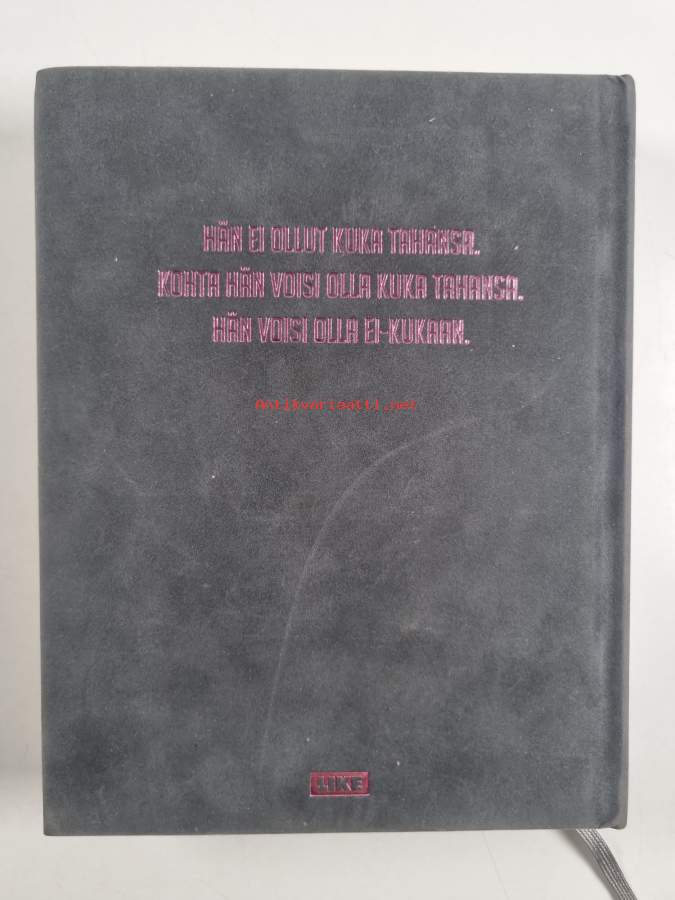 HÄN EI OLLUT KUKA TAHANSA.
KOHTA HÄN VOISI OLLA KUKA TAHANSA.
HÄN VOISI OLLA EI-KUKAAN.
Antikvariaatti.net
LIKE